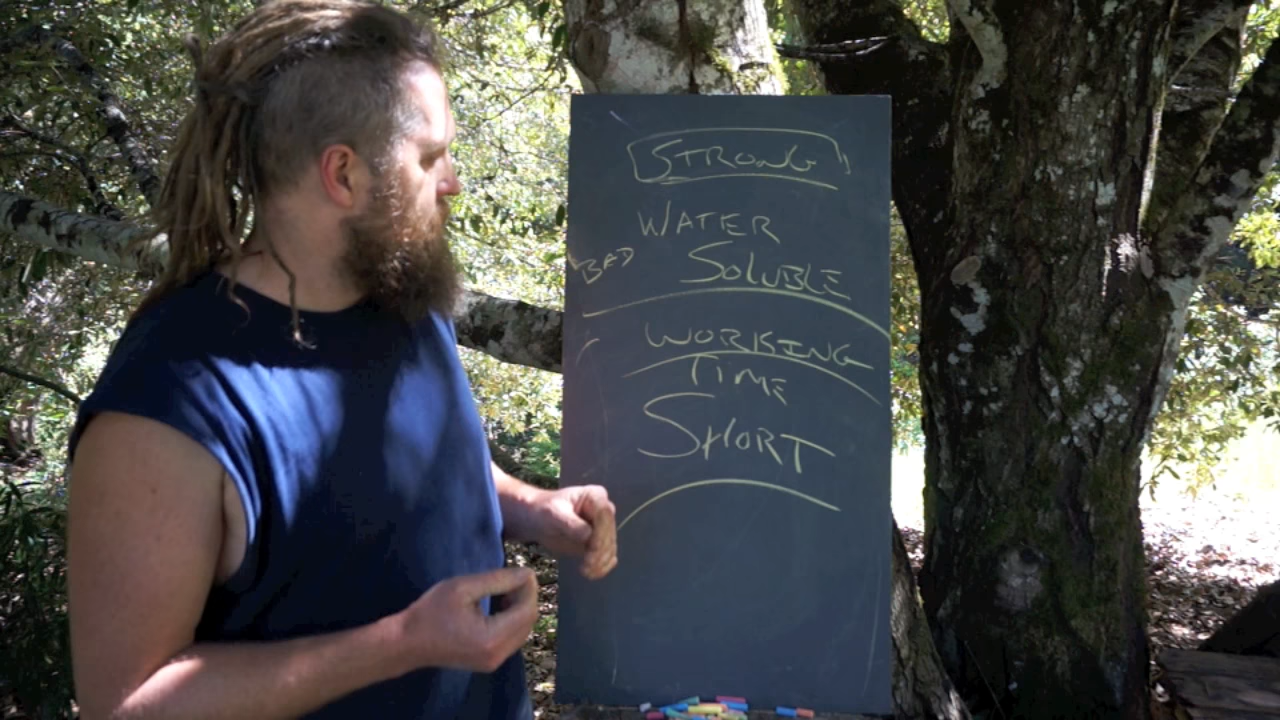 STRONG
WATER
BAD SOLUBLE
WORKING
TIME
SHORT